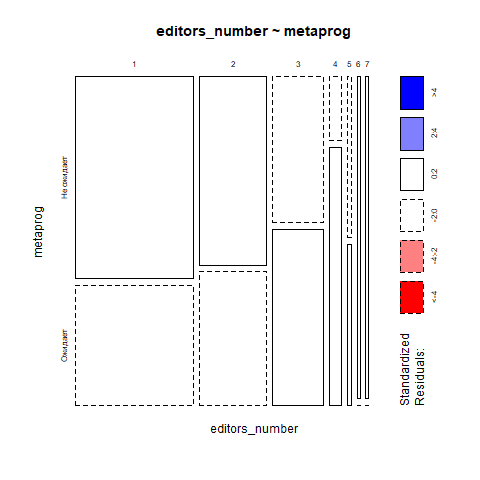 editors_number ~ metaprog
1 2 3 4 5 6 7
Не ожидает
Ожидает
metaprog
editors_number
>4
2:4
0:2
-2:0
-4:-2
<-4
Standardized
Residuals: